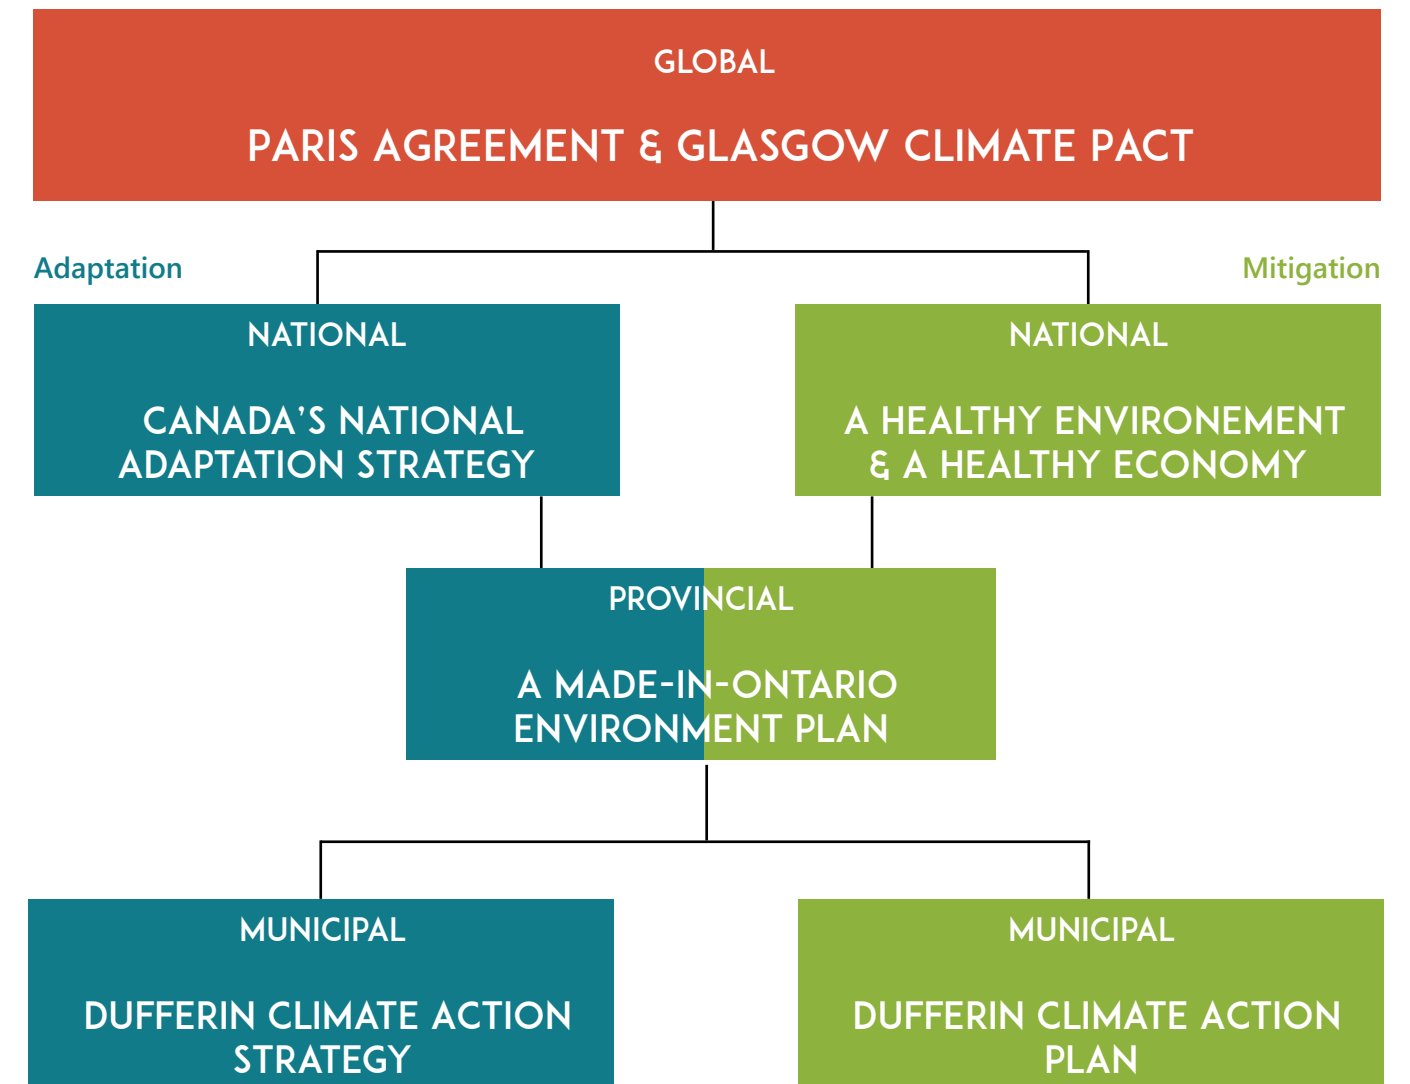 GLOBAL
PARIS AGREEMENT & GLASGOW CLIMATE PACT
Adaptation
Mitigation
NATIONAL
CANADA'S NATIONAL
ADAPTATION STRATEGY
NATIONAL
A HEALTHY ENVIRONEMENT
& A HEALTHY ECONOMY
PROVINCIAL
A MADE-IN-ONTARIO
ENVIRONMENT PLAN
MUNICIPAL
DUFFERIN CLIMATE ACTION
STRATEGY
MUNICIPAL
DUFFERIN CLIMATE ACTION
PLAN